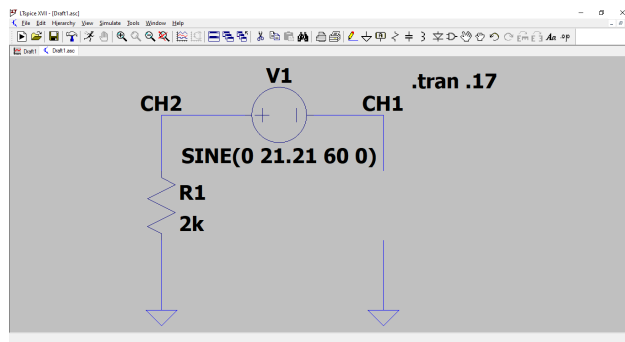 LTspice XVII - [Draft1.asc]
File Edit Hierarchy View Simulate Tools Window Help
Draft1 Draft1.asc
V1
.tran .17
CH2
CH1
SINE(0 21.21 60 0)
R1
2k